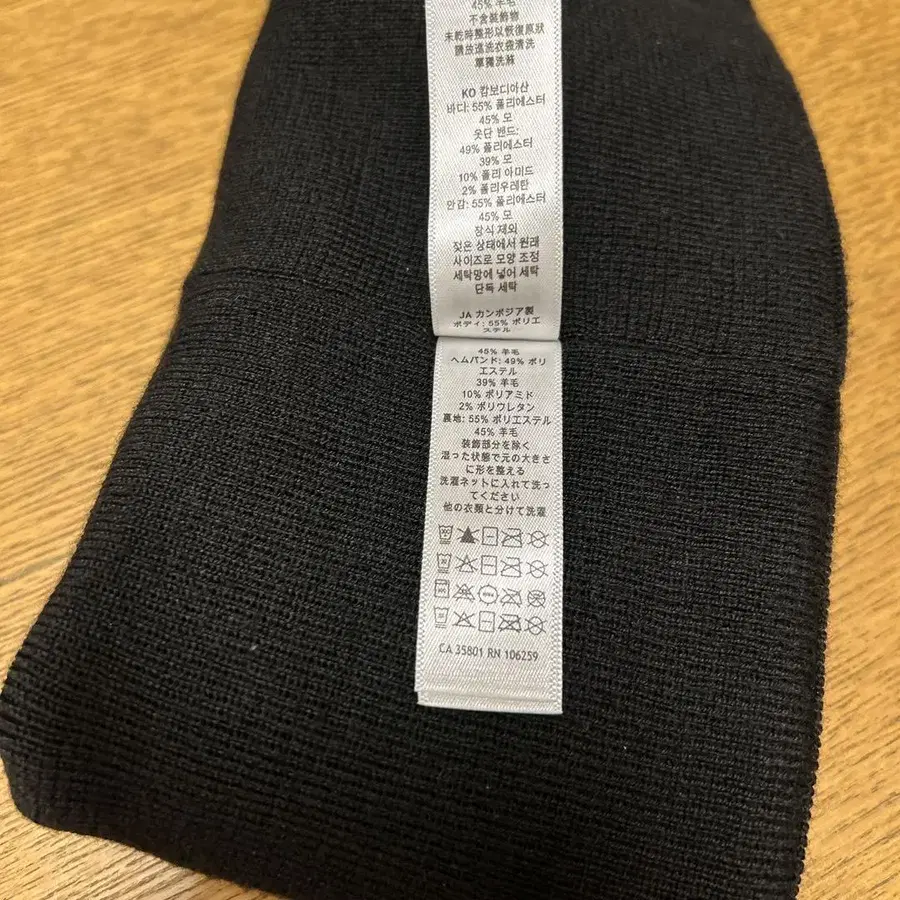 45% 羊毛
不含裝飾物
未乾時整形以恢復原狀
請放進洗衣袋清洗
單獨洗滌
KO 캄보디아산
바디: 55% 폴리에스터
45% 모
옷단 밴드:
49% 폴리에스터
39% 모
10% 폴리 아미드
2% 폴리우레탄
안감: 55% 폴리에스터
45% 모
장식 제외
젖은 상태에서 원래
사이즈로 모양 조정
세탁망에 넣어 세탁
단독 세탁
JA カンボジア製
ボディ: 55% ポリエ
ステル
45% 羊毛
ヘムバンド: 49% ポリ
エステル
39% 羊毛
10% ポリアミド
2% ポリウレタン
裏地: 55% ポリエステル
45% 羊毛
装飾部分を除く
湿った状態で元の大きさ
に形を整える
洗濯ネットに入れて洗っ
てください
他の衣類と分けて洗濯
CA 35801 RN 106259